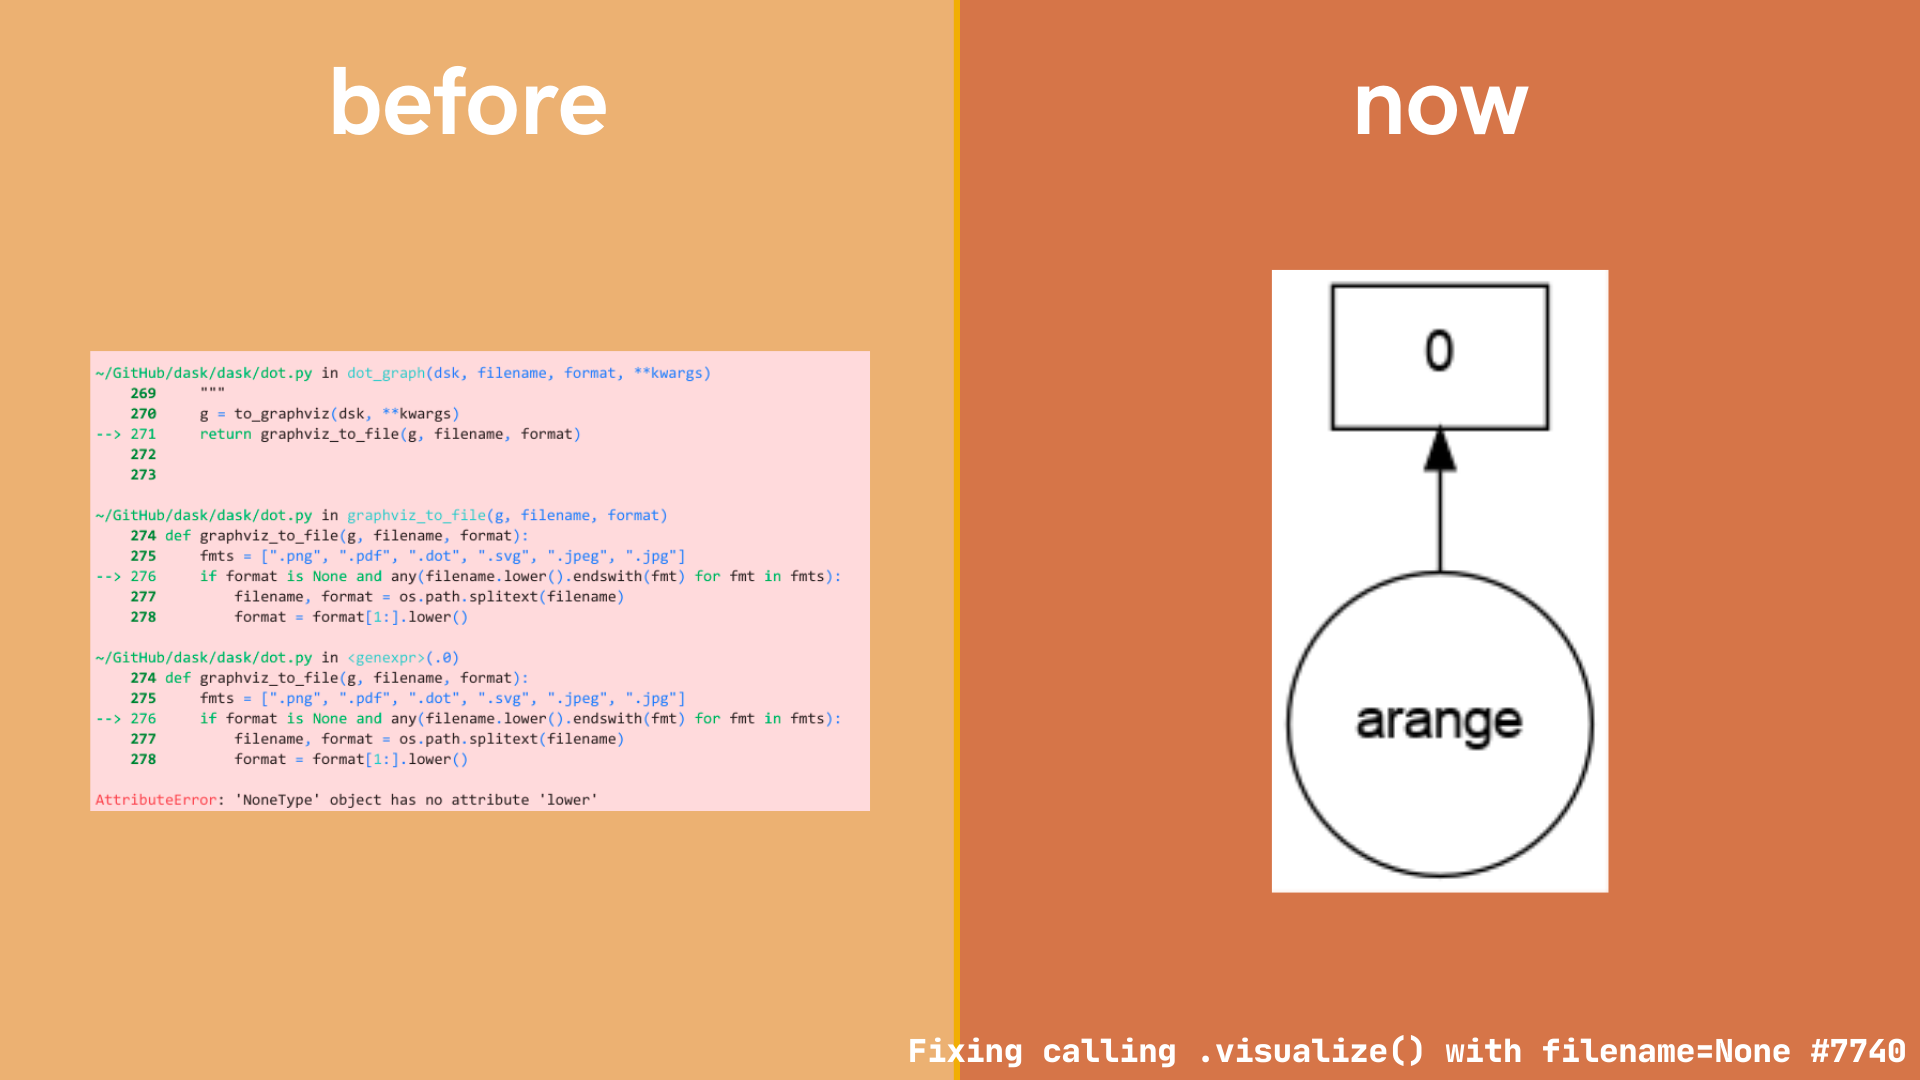 before
~/GitHub/dask/dask/dot.py in dot_graph(dsk, filename, format, **kwargs)
    269     """
    270     g = to_graphviz(dsk, **kwargs)
--> 271     return graphviz_to_file(g, filename, format)
    272
    273
~/GitHub/dask/dask/dot.py in graphviz_to_file(g, filename, format)
    274 def graphviz_to_file(g, filename, format):
    275     fmts = [".png", ".pdf", ".dot", ".svg", ".jpeg", ".jpg"]
--> 276     if format is None and any(filename.lower().endswith(fmt) for fmt in fmts):
    277         filename, format = os.path.splitext(filename)
    278         format = format[1:].lower()
~/GitHub/dask/dask/dot.py in <genexpr>(.0)
    274 def graphviz_to_file(g, filename, format):
    275     fmts = [".png", ".pdf", ".dot", ".svg", ".jpeg", ".jpg"]
--> 276     if format is None and any(filename.lower().endswith(fmt) for fmt in fmts):
    277         filename, format = os.path.splitext(filename)
    278         format = format[1:].lower()
AttributeError: 'NoneType' object has no attribute 'lower'
now
0
arange
Fixing calling .visualize() with filename=None #7740